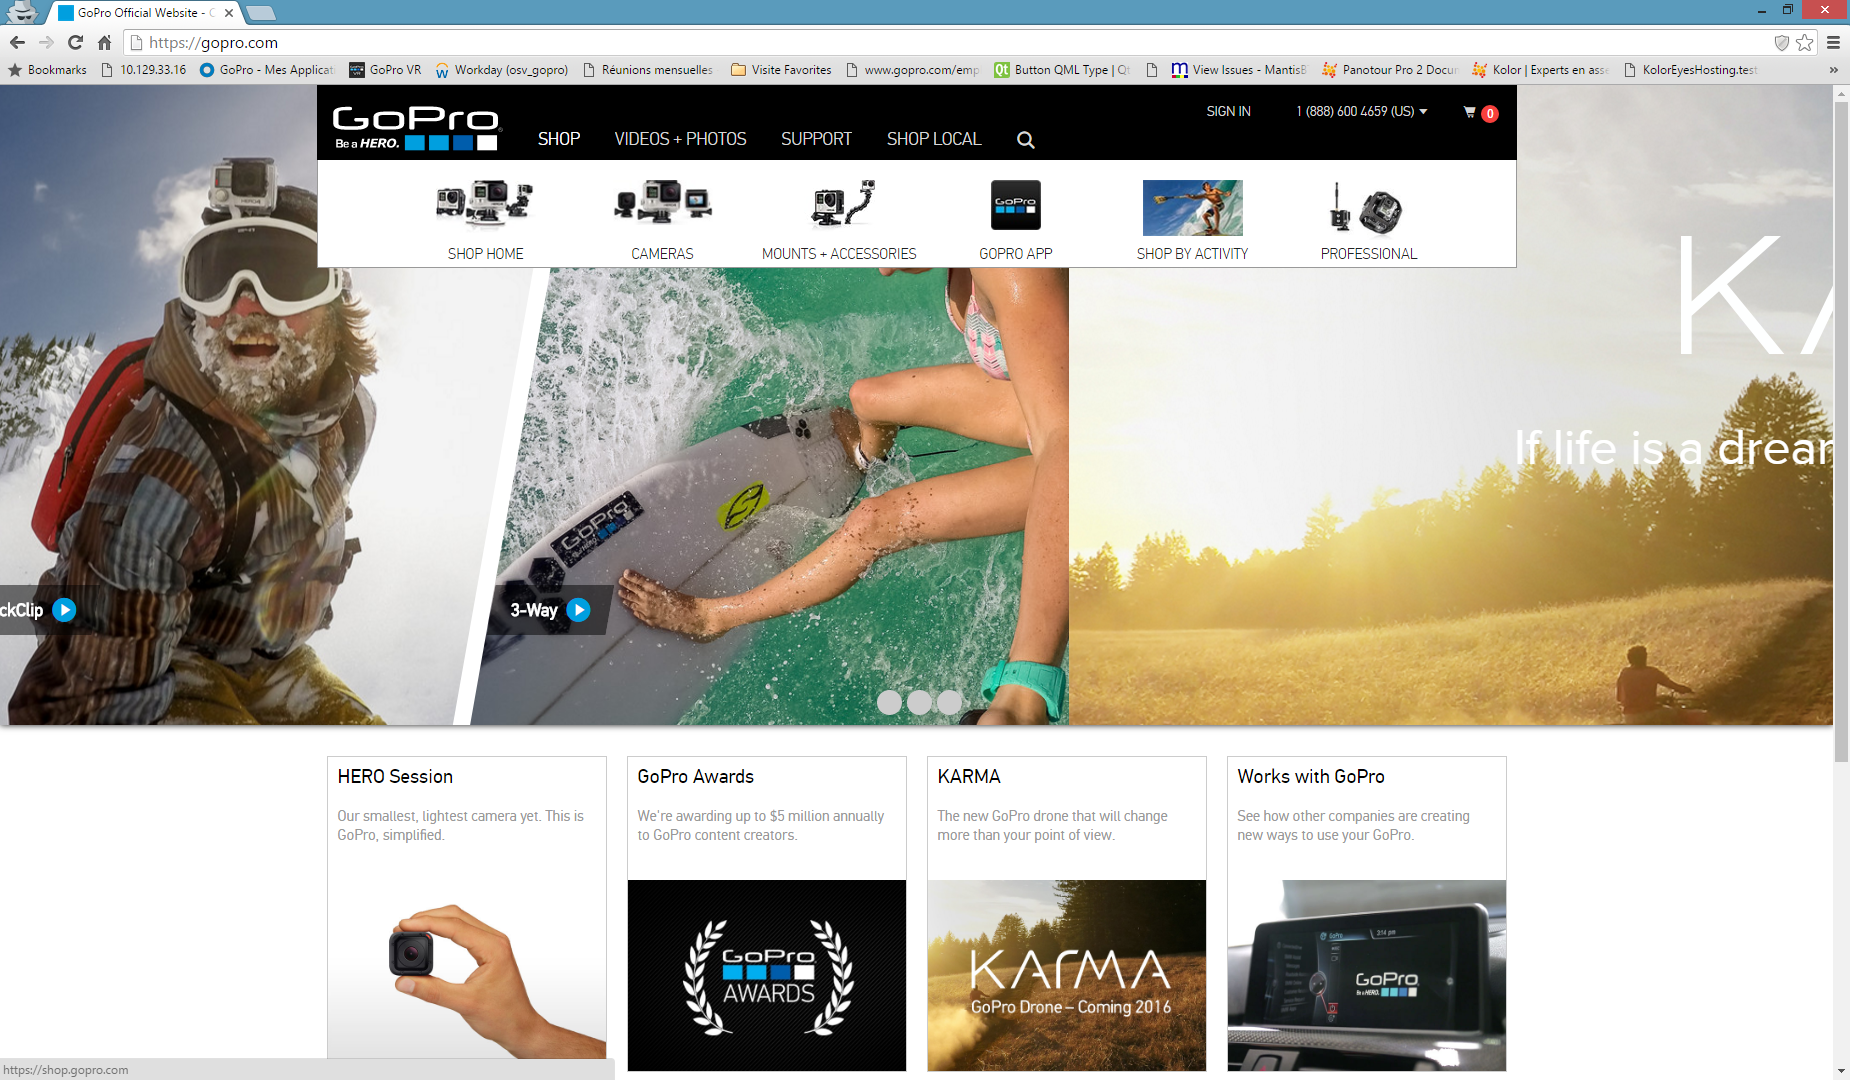 GoPro Official Website - C
https://gopro.com
Bookmarks
10.129.33.16
GoPro - Mes Applicat
GoPro VR
Workday (osv_gopro)
Réunions mensuelles
Visite Favorites
www.gopro.com/emp
Button QML Type | Qt
View Issues - MantisB
Panotour Pro 2 Docum
Kolor | Experts en asse
KolorEyesHosting.test
GoPro
Be a HERO.
SHOP
VIDEOS + PHOTOS
SUPPORT
SHOP LOCAL
SIGN IN
1 (888) 600 4659 (US)
0
SHOP HOME
CAMERAS
MOUNTS + ACCESSORIES
GoPro
GOPRO APP
SHOP BY ACTIVITY
PROFESSIONAL
HERO4
KA
If life is a drear
GoPro
ckClip
3-Way
HERO Session
Our smallest, lightest camera yet. This is
GoPro, simplified.
GoPro Awards
We're awarding up to $5 million annually
to GoPro content creators.
GoPro
AWARDS
KARMA
The new GoPro drone that will change
more than your point of view.
KARMA
GoPro Drone – Coming 2016
Works with GoPro
See how other companies are creating
new ways to use your GoPro.
GoPro
3:14 pm
GoPro
Be a HERO.
https://shop.gopro.com